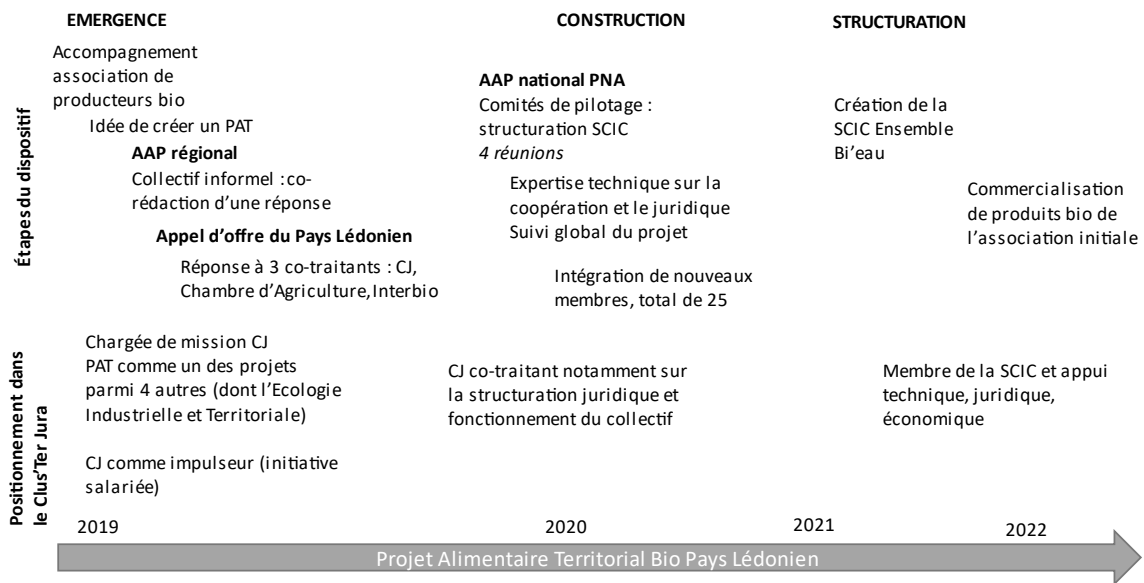 EMERGENCE
CONSTRUCTION
STRUCTURATION
Étapes du dispositif
Accompagnement
association de
producteurs bio
Idée de créer un PAT
AAP régional
Collectif informel : co-
rédaction d'une réponse
Appel d'offre du Pays Lédonien
Réponse à 3 co-traitants : CJ,
Chambre d'Agriculture, Interbio
AAP national PNA
Comités de pilotage :
structuration SCIC
4 réunions
Expertise technique sur la
coopération et le juridique
Suivi global du projet
Intégration de nouveaux
membres, total de 25
Création de la
SCIC Ensemble
Bi'eau
Commercialisation
de produits bio de
l'association initiale
Positionnement dans
le Clus'Ter Jura
Chargée de mission CJ
PAT comme un des projets
parmi 4 autres (dont l'Ecologie
Industrielle et Territoriale)
CJ comme impulseur (initiative
salariée)
CJ co-traitant notamment sur
la structuration juridique et
fonctionnement du collectif
Membre de la SCIC et appui
technique, juridique,
économique
2019
2020
2021
2022
Projet Alimentaire Territorial Bio Pays Lédonien